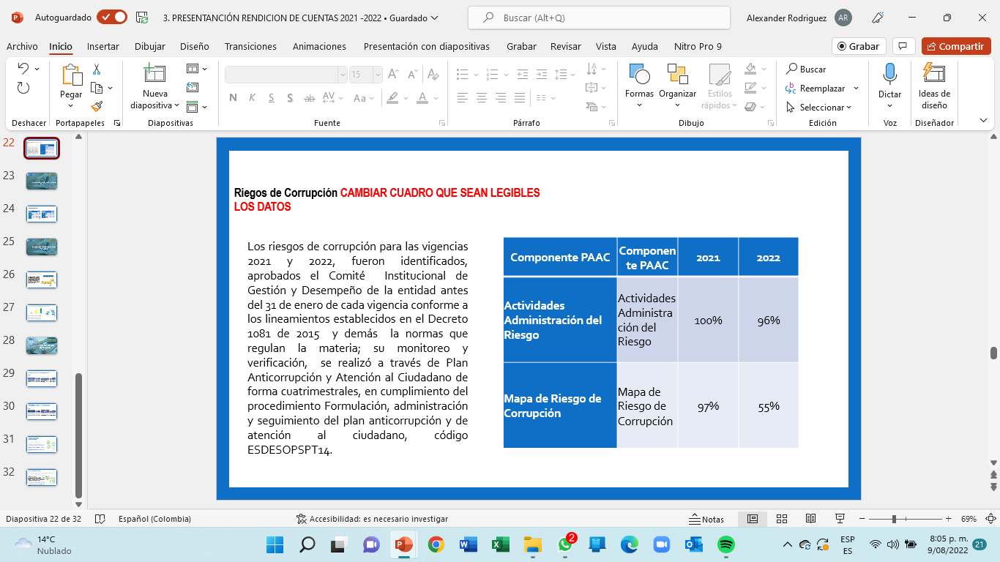 Autoguardado
3. PRESENTANCIÓN RENDICION DE CUENTAS 2021 -2022 • Guardado
Buscar (Alt+Q)
Alexander Rodriguez
AR
Archivo
Inicio
Insertar
Dibujar
Diseño
Transiciones
Animaciones
Presentación con diapositivas
Grabar
Revisar
Vista
Ayuda
Nitro Pro 9
Grabar
Compartir
Deshacer
Pegar
Portapapeles
Nueva
diapositiva
Diapositivas
15
N K S S ab AV Aa A
Fuente
Párrafo
Formas
Organizar
Estilos
rápidos
Dibujo
Buscar
Reemplazar
Seleccionar
Edición
Dictar
Voz
Ideas de
diseño
Diseñador
22
23
24
25
26
27
28
29
30
31
32
Riegos de Corrupción CAMBIAR CUADRO QUE SEAN LEGIBLES
LOS DATOS
Los riesgos de corrupción para las vigencias
2021 y 2022, fueron identificados,
aprobados el Comité Institucional de
Gestión y Desempeño de la entidad antes
del 31 de enero de cada vigencia conforme a
los lineamientos establecidos en el Decreto
1081 de 2015 y demás la normas que
regulan la materia; su monitoreo y
verificación, se realizó a través de Plan
Anticorrupción y Atención al Ciudadano de
forma cuatrimestrales, en cumplimiento del
procedimiento Formulación, administración
y seguimiento del plan anticorrupción y de
atención al ciudadano, código
ESDESOPSPT14.
Componente PAAC
Componen
te PAAC
2021
2022
Actividades
Administración del
Riesgo
Actividades
Administra
ción del
Riesgo
100%
96%
Mapa de Riesgo de
Corrupción
Mapa de
Riesgo de
Corrupción
97%
55%
Diapositiva 22 de 32
Español (Colombia)
Accesibilidad: es necesario investigar
Notas
69%
14°C
Nublado
2
ESP
ES
8:05 p. m.
9/08/2022
21